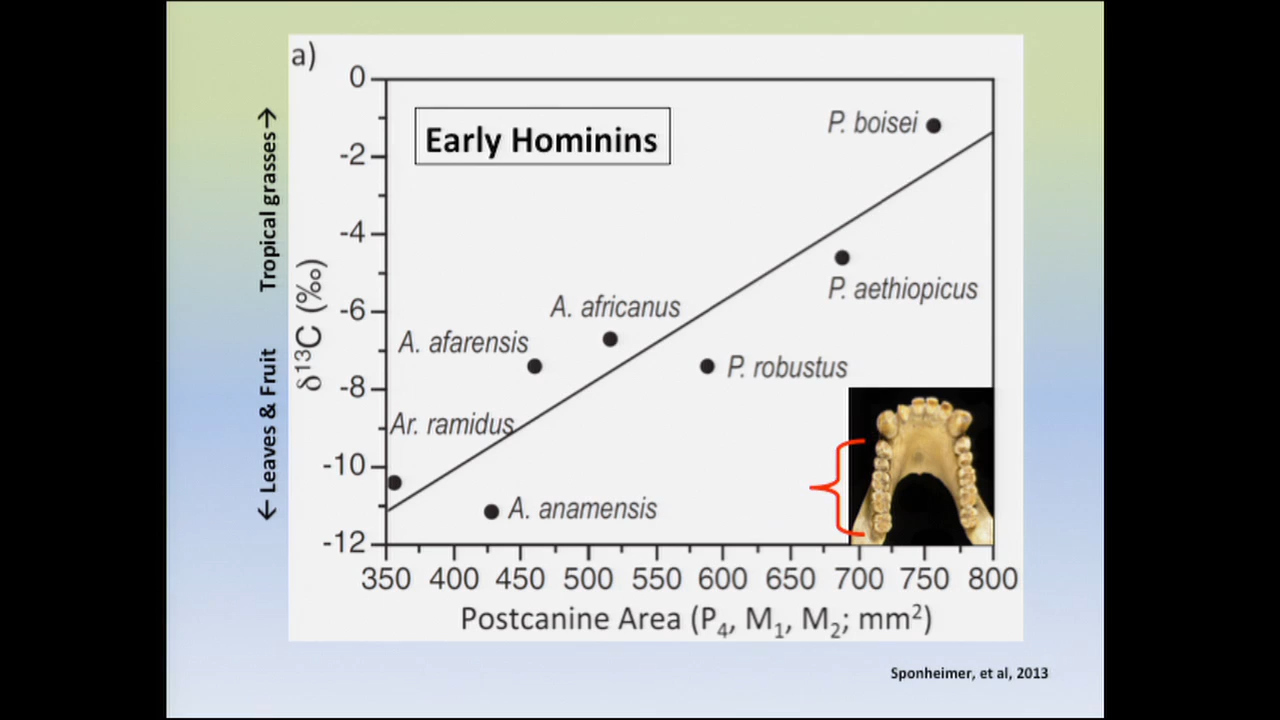 a)
Early Hominins
P. boisei
P. aethiopicus
A. africanus
A. afarensis
P. robustus
Ar. ramidus
A. anamensis
0
-2
-4
-6
-8
-10
-12
δ¹³C (‰)
Tropical grasses →
← Leaves & Fruit
350 400 450 500 550 600 650 700 750 800
Postcanine Area (P₄, M₁, M₂; mm²)
Sponheimer, et al, 2013